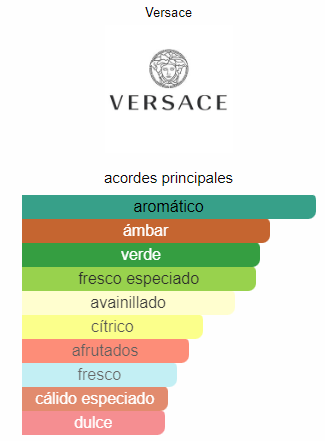 Versace
VERSACE
acordes principales
aromático
ámbar
verde
fresco especiado
avainillado
cítrico
afrutados
fresco
cálido especiado
dulce